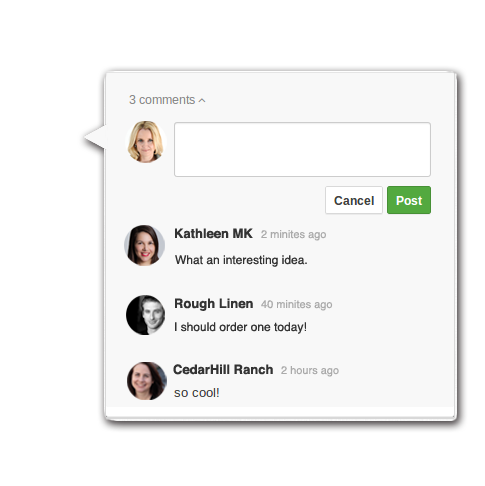 3 comments
Cancel Post
Kathleen MK 2 minites ago
What an interesting idea.
Rough Linen 40 minites ago
I should order one today!
CedarHill Ranch 2 hours ago
so cool!